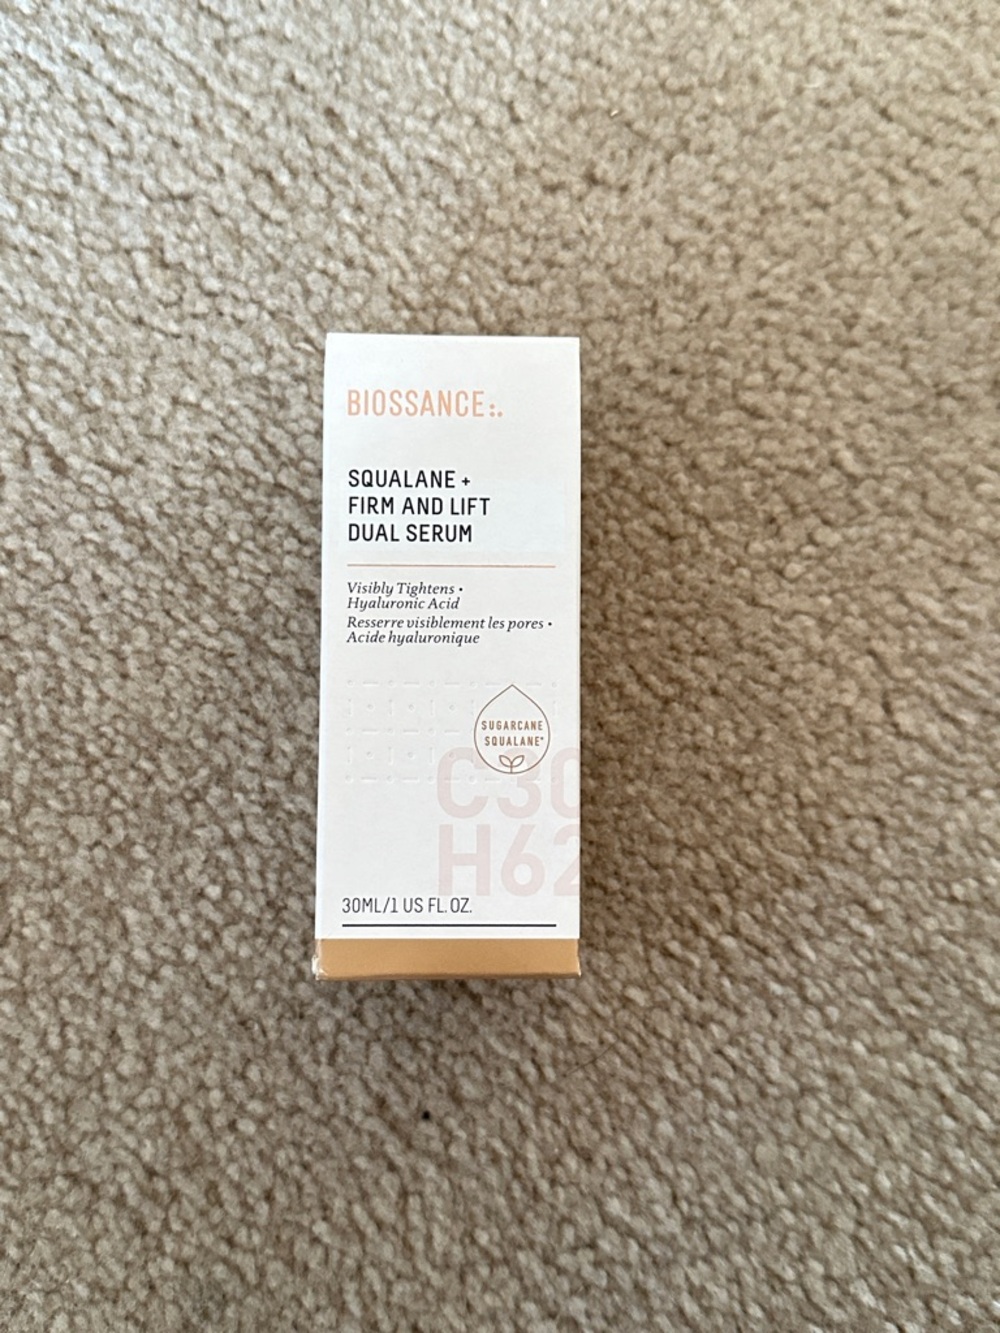 BIOSSANCE:.
SQUALANE +
FIRM AND LIFT
DUAL SERUM
Visibly Tightens •
Hyaluronic Acid
Resserre visiblement les pores •
Acide hyaluronique
SUGARCANE
SQUALANE*
C30
H62
30ML/1 US FL. OZ.